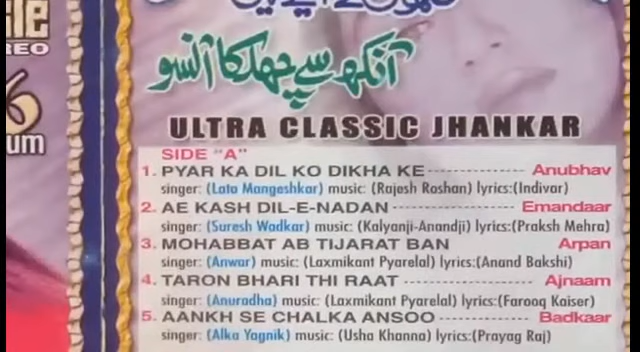 آنکھ سے چھلکا آنسو
EO
um
ULTRA CLASSIC JHANKAR
SIDE "A"
1. PYAR KA DIL KO DIKHA KE ---------- Anubhav
singer: (Lato Mangeshkar) music: (Rajesh Roshan) lyrics:(Indivar)
2. AE KASH DIL-E-NADAN ---------- Emandaar
singer: (Suresh Wadkar) music: (Kalyanji-Anandji) lyrics:(Praksh Mehra)
3. MOHABBAT AB TIJARAT BAN Arpan
singer: (Anwar) music: (Laxmikant Pyarelal) lyrics:(Anand Bakshi)
4. TARON BHARI THI RAAT ---------- Ajnaam
singer: (Anuradha) music: (Laxmikant Pyarelal) lyrics:(Farooq Kaiser)
5. AANKH SE CHALKA ANSOO ---------- Badkaar
singer: (Alka Yagnik) music: (Usha Khanna) lyrics:(Prayag Raj)